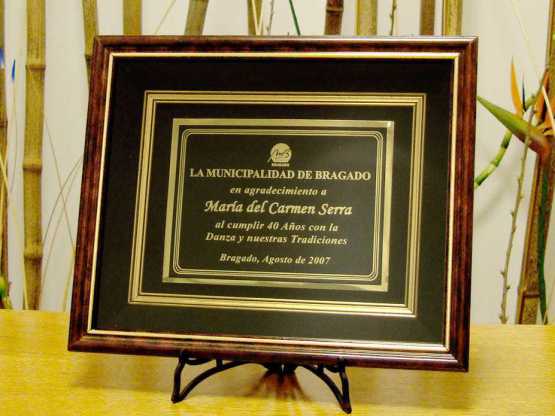 BRAGADO
LA MUNICIPALIDAD DE BRAGADO
en agradecimiento a
María del Carmen Serra
al cumplir 40 Años con la
Danza y nuestras Tradiciones
Bragado, Agosto de 2007